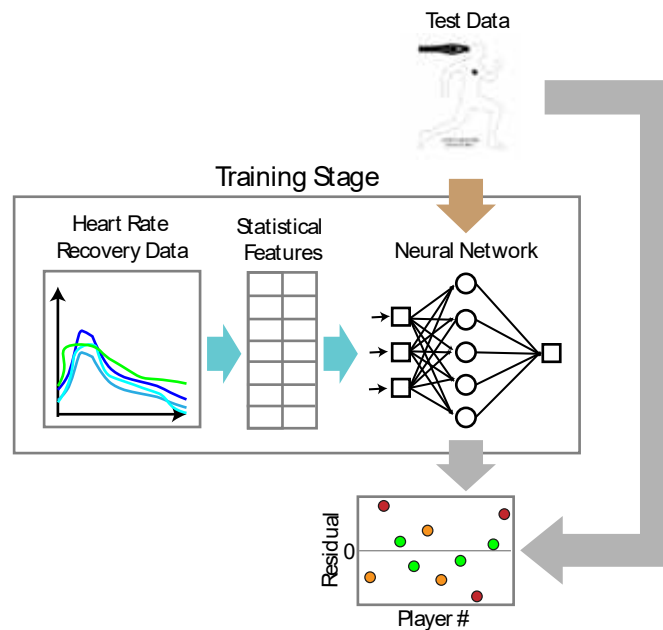 Test Data
Training Stage
Heart Rate
Recovery Data
Statistical
Features
Neural Network
Residual
0
Player #